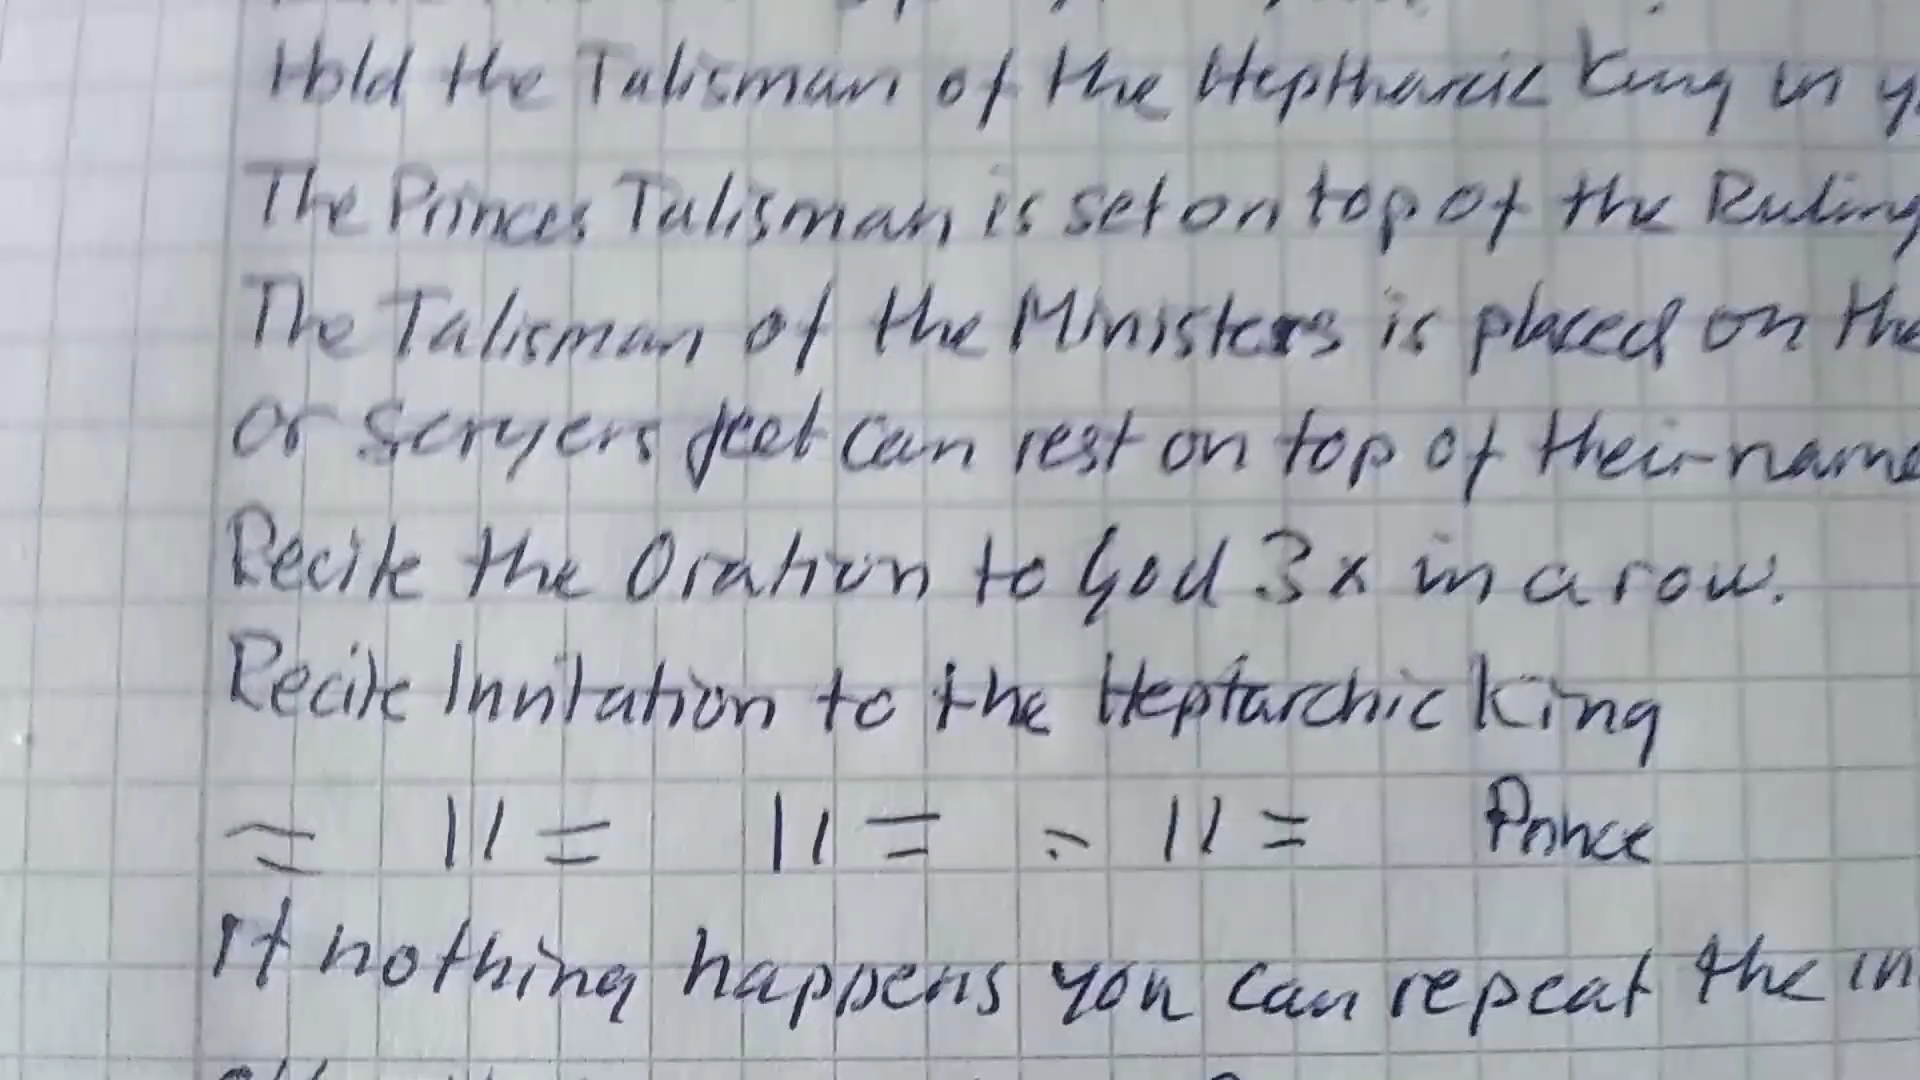 Hold the Talisman of the Heptharcic King in y
The Princes Talisman is set on top of the Ruling
The Talisman of the Ministers is placed on the
or Scryers feet can rest on top of their name
Recite the Oration to God 3x in a row.
Recite Invitation to the Heptarchic King
= 11 = 11 = - 11 = Prince
If nothing happens you can repeat the in